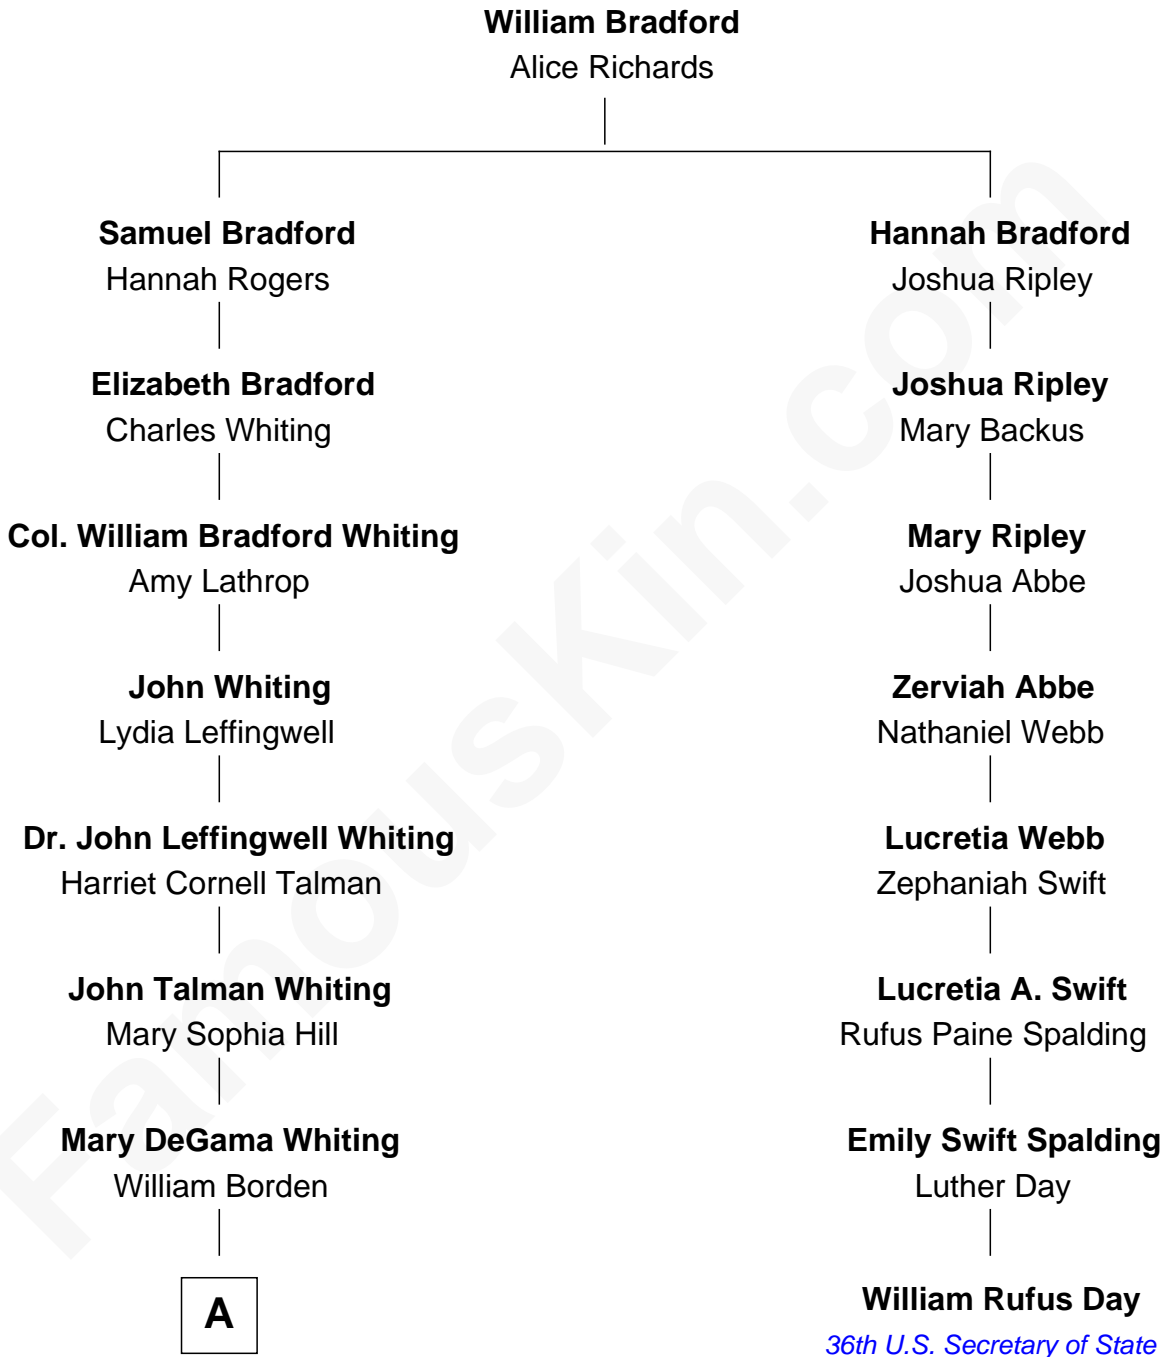 William Bradford
Alice Richards
Samuel Bradford
Hannah Rogers
Hannah Bradford
Joshua Ripley
Elizabeth Bradford
Charles Whiting
Joshua Ripley
Mary Backus
Col. William Bradford Whiting
Amy Lathrop
Mary Ripley
Joshua Abbe
John Whiting
Lydia Leffingwell
Zerviah Abbe
Nathaniel Webb
Dr. John Leffingwell Whiting
Harriet Cornell Talman
Lucretia Webb
Zephaniah Swift
John Talman Whiting
Mary Sophia Hill
Lucretia A. Swift
Rufus Paine Spalding
Mary DeGama Whiting
William Borden
Emily Swift Spalding
Luther Day
A
William Rufus Day
36th U.S. Secretary of State
FamousKin.com